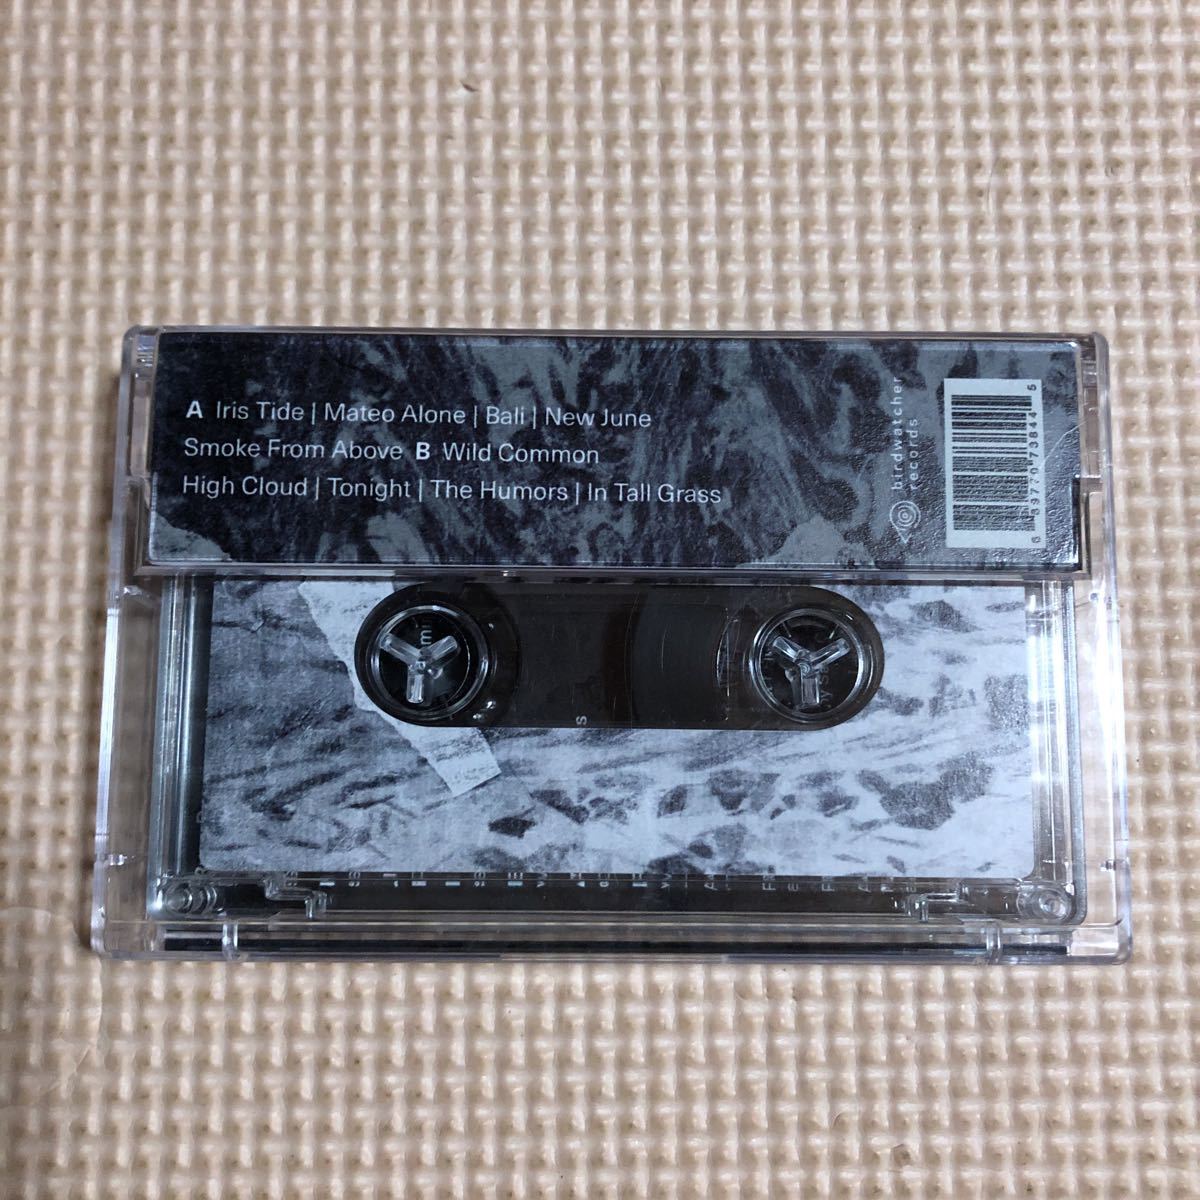 A Iris Tide | Mateo Alone | Bali | New June
Smoke From Above B Wild Common
High Cloud | Tonight | The Humors | In Tall Grass
birdwatcher
records